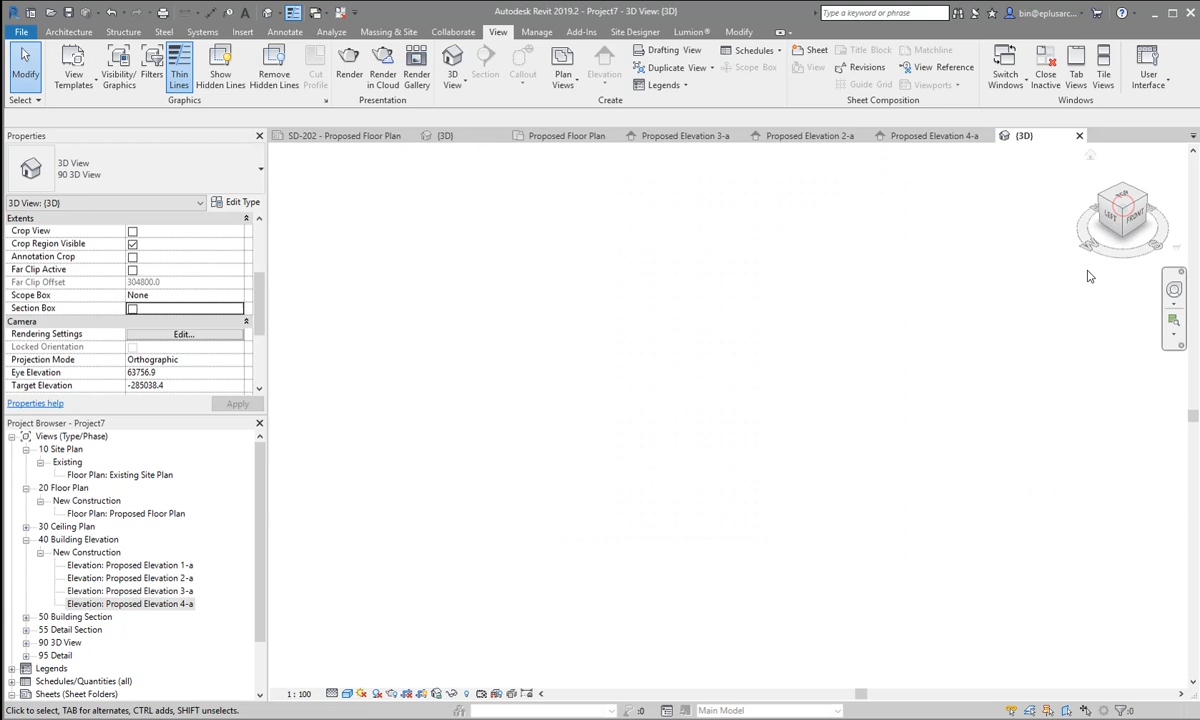 Autodesk Revit 2019.2 - Project7 - 3D View: {3D}
Type a keyword or phrase
bin@eplusarc...
File Architecture Structure Steel Systems Insert Annotate Analyze Massing & Site Collaborate View Manage Add-Ins Site Designer Lumion® Modify
Modify
View Templates
Visibility/ Graphics
Filters
Thin Lines
Show Hidden Lines
Remove Hidden Lines
Cut Profile
Render
Render in Cloud
Render Gallery
3D View
Section
Callout
Plan Views
Elevation
Drafting View
Duplicate View
Legends
Schedules
Scope Box
Sheet
View
Title Block
Revisions
Guide Grid
Matchline
View Reference
Viewports
Switch Windows
Close Inactive
Tab Views
Tile Views
User Interface
Select Graphics Presentation Create Sheet Composition Windows
Properties
SD-202 - Proposed Floor Plan {3D} Proposed Floor Plan Proposed Elevation 3-a Proposed Elevation 2-a Proposed Elevation 4-a {3D}
3D View
90 3D View
3D View: {3D} Edit Type
Extents
Crop View
Crop Region Visible
Annotation Crop
Far Clip Active
Far Clip Offset 304800.0
Scope Box None
Section Box
Camera
Rendering Settings Edit...
Locked Orientation
Projection Mode Orthographic
Eye Elevation 63756.9
Target Elevation -285038.4
Properties help Apply
LEFT FRONT
Project Browser - Project7
Views (Type/Phase)
10 Site Plan
Existing
Floor Plan: Existing Site Plan
20 Floor Plan
New Construction
Floor Plan: Proposed Floor Plan
30 Ceiling Plan
40 Building Elevation
New Construction
Elevation: Proposed Elevation 1-a
Elevation: Proposed Elevation 2-a
Elevation: Proposed Elevation 3-a
Elevation: Proposed Elevation 4-a
50 Building Section
55 Detail Section
90 3D View
95 Detail
Legends
Schedules/Quantities (all)
Sheets (Sheet Folders)
1 : 100
Click to select, TAB for alternates, CTRL adds, SHIFT unselects.
:0
Main Model
:0